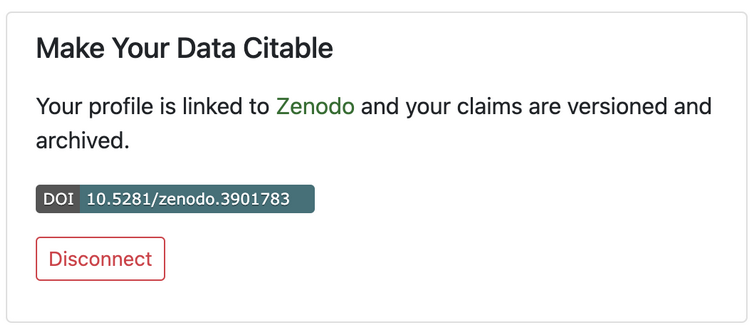 Make Your Data Citable
Your profile is linked to Zenodo and your claims are versioned and
archived.
DOI 10.5281/zenodo.3901783
Disconnect